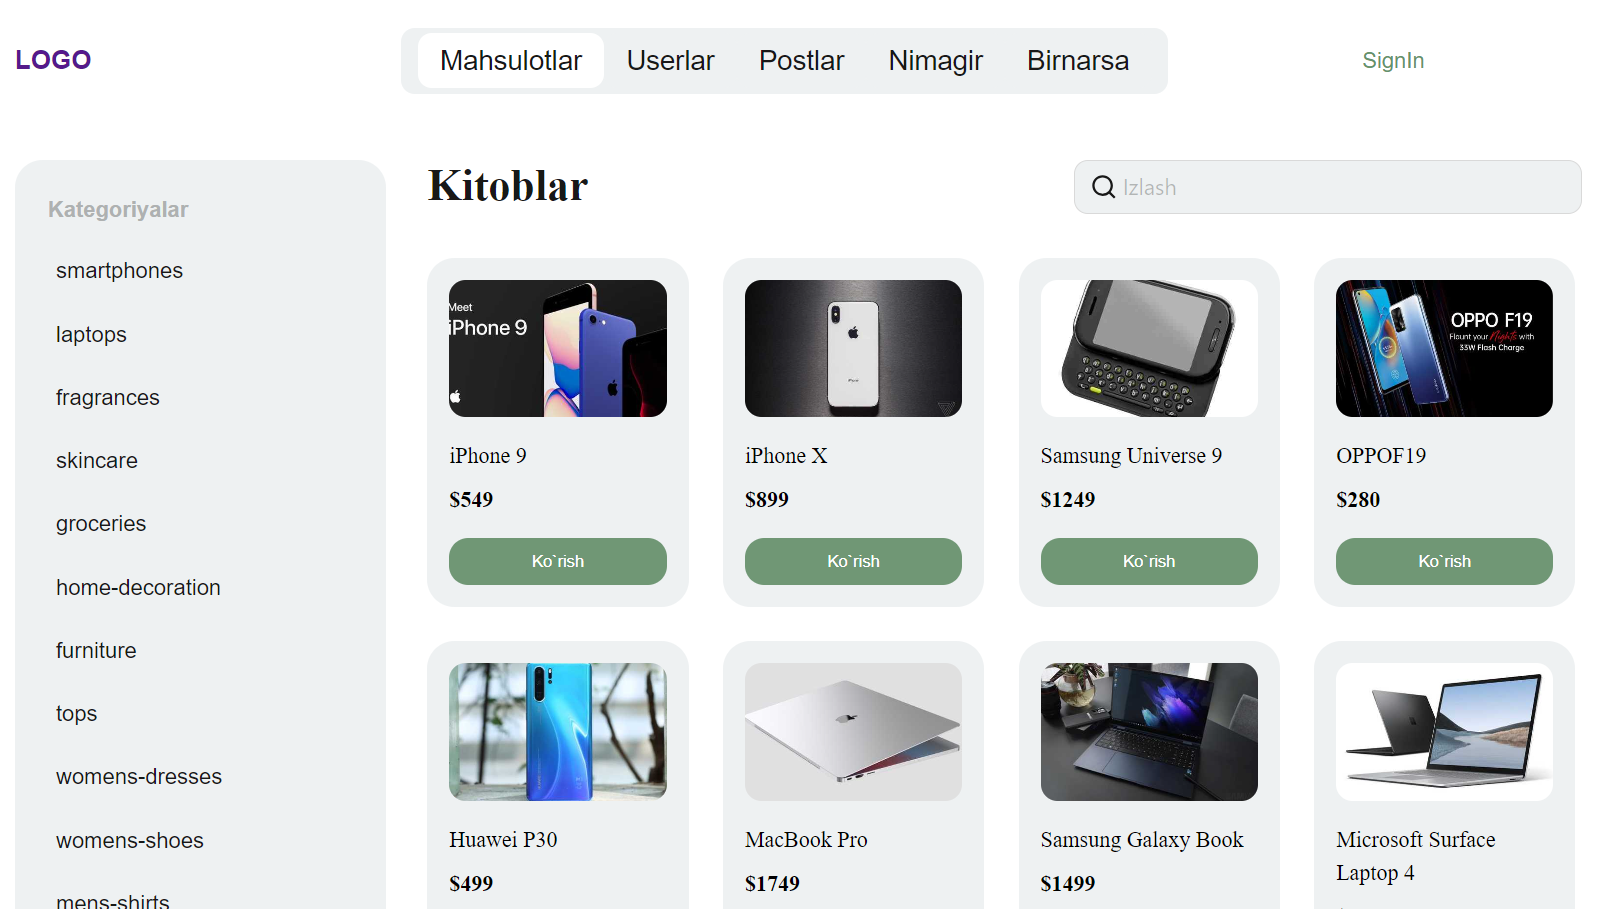 LOGO
Mahsulotlar
Userlar
Postlar
Nimagir
Birnarsa
SignIn
Kategoriyalar
smartphones
laptops
fragrances
skincare
groceries
home-decoration
furniture
tops
womens-dresses
womens-shoes
mens-shirts
Kitoblar
Izlash
Meet
iPhone 9
iPhone 9
$549
Ko`rish
iPhone X
$899
Ko`rish
Samsung Universe 9
$1249
Ko`rish
OPPO F19
Flaunt your Nights with
33W Flash Charge
OPPOF19
$280
Ko`rish
Huawei P30
$499
MacBook Pro
$1749
Samsung Galaxy Book
$1499
Microsoft Surface
Laptop 4